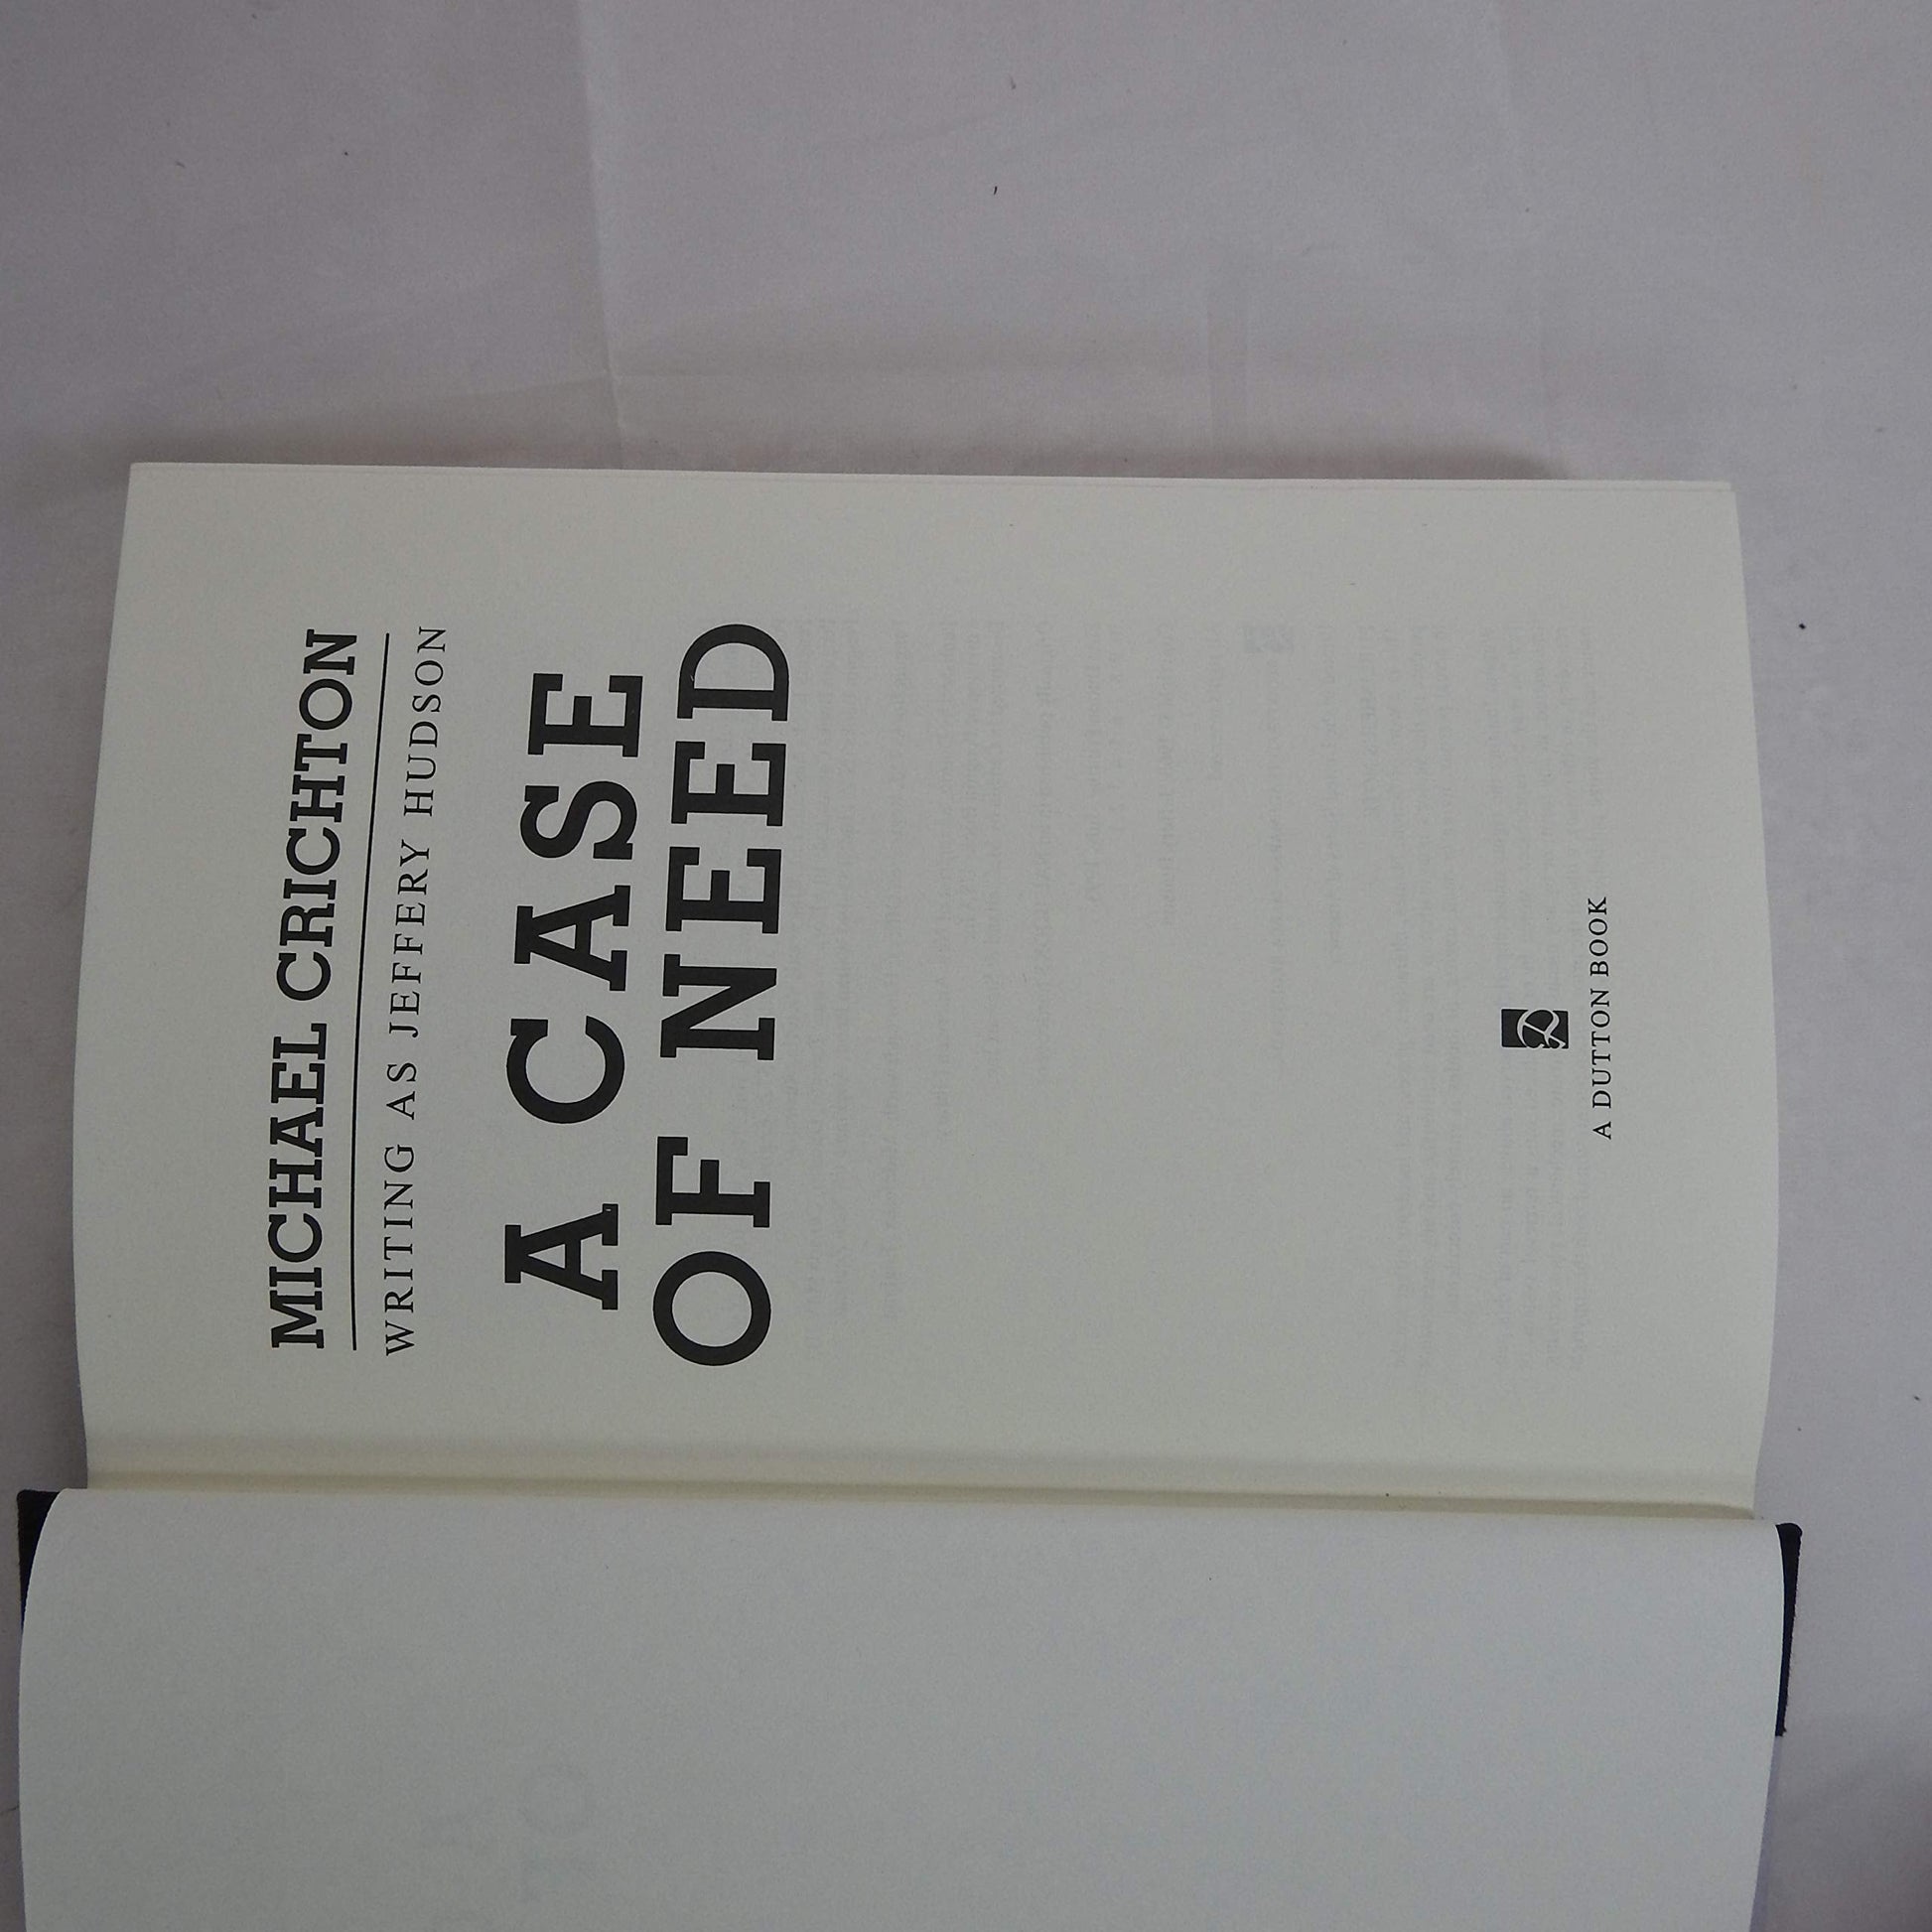 MICHAEL CRICHTON
WRITING AS JEFFERY HUDSON
A CASE
OF NEED
A DUTTON BOOK